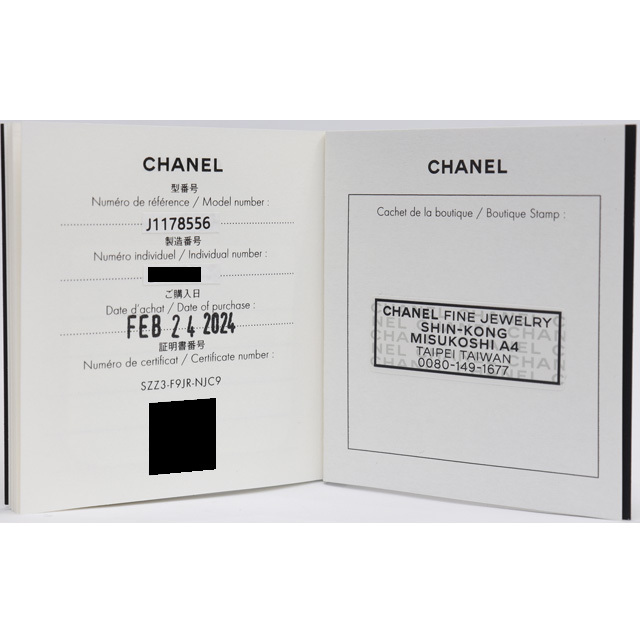 CHANEL
型番号
Numéro de référence / Model number :
J1178556
製造番号
Numéro individuel / Individual number :
ご購入日
Date d'achat / Date of purchase :
FEB 24 2024
証明書番号
Numéro de certificat / Certificate number :
SZZ3-F9JR-NJC9
CHANEL
Cachet de la boutique / Boutique Stamp :
CHANEL FINE JEWELRY
SHIN-KONG
MISUKOSHI A4
TAIPEI TAIWAN
0080-149-1677